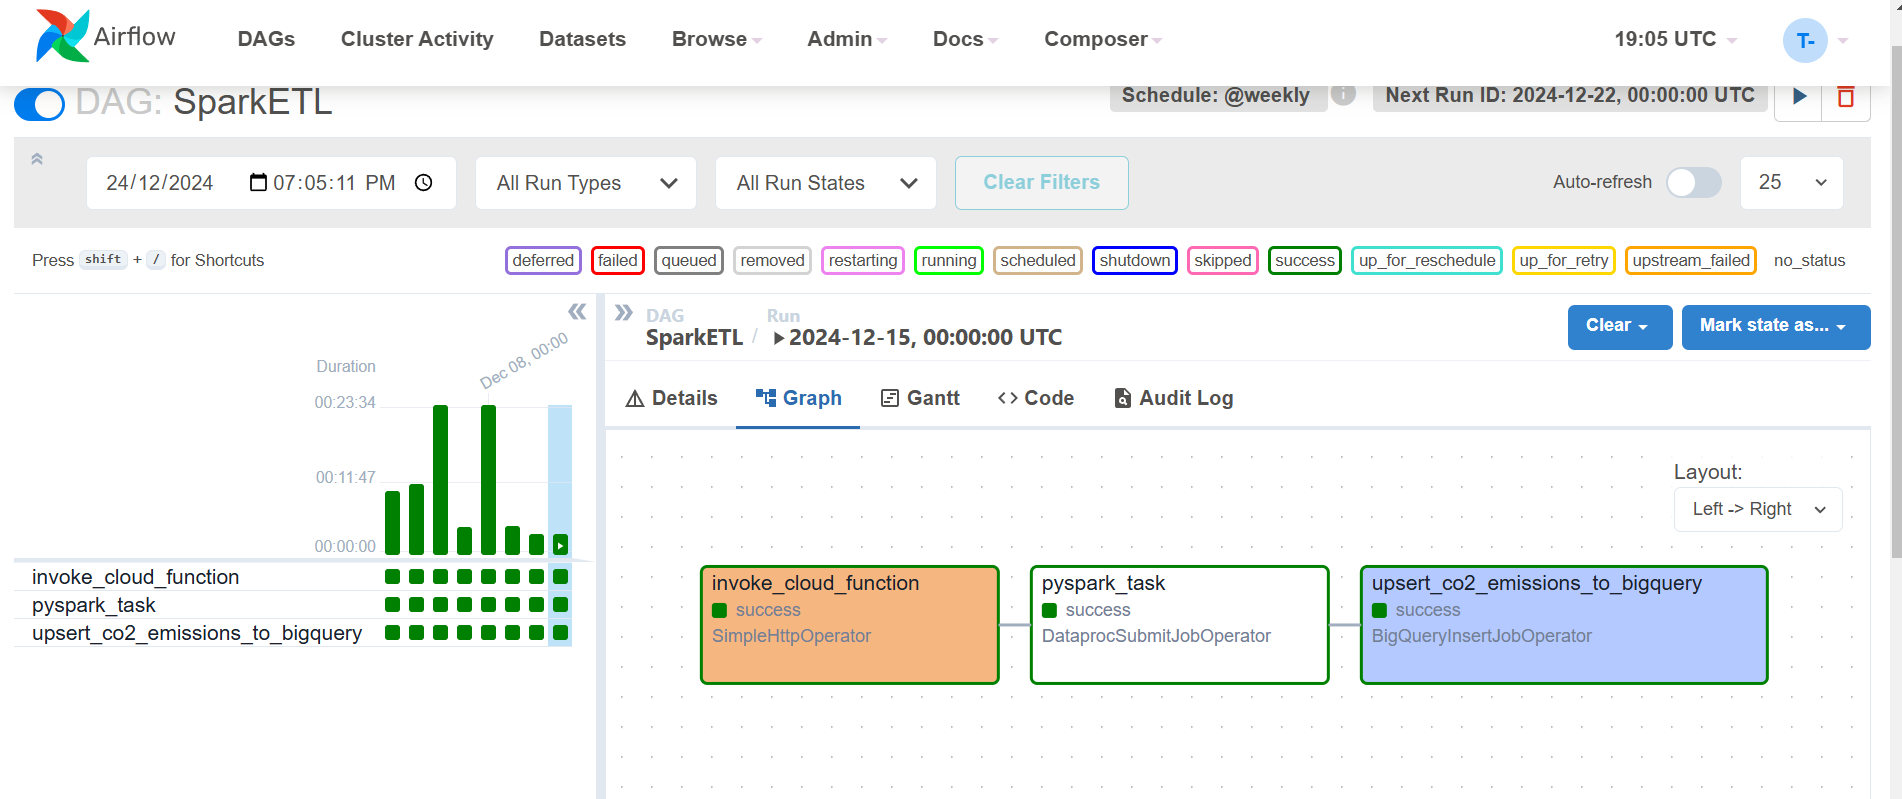 Airflow
DAGs
Cluster Activity
Datasets
Browse
Admin
Docs
Composer
19:05 UTC
T-
DAG: SparkETL
Schedule: @weekly
i
Next Run ID: 2024-12-22, 00:00:00 UTC
24/12/2024
07:05:11 PM
All Run Types
All Run States
Clear Filters
Auto-refresh
25
Press shift + / for Shortcuts
deferred
failed
queued
removed
restarting
running
scheduled
shutdown
skipped
success
up_for_reschedule
up_for_retry
upstream_failed
no_status
Duration
Dec 08, 00:00
00:23:34
00:11:47
00:00:00
invoke_cloud_function
pyspark_task
upsert_co2_emissions_to_bigquery
DAG
SparkETL
/
Run
2024-12-15, 00:00:00 UTC
Clear
Mark state as...
Details
Graph
Gantt
Code
Audit Log
Layout:
Left -> Right
invoke_cloud_function
success
SimpleHttpOperator
pyspark_task
success
DataprocSubmitJobOperator
upsert_co2_emissions_to_bigquery
success
BigQueryInsertJobOperator